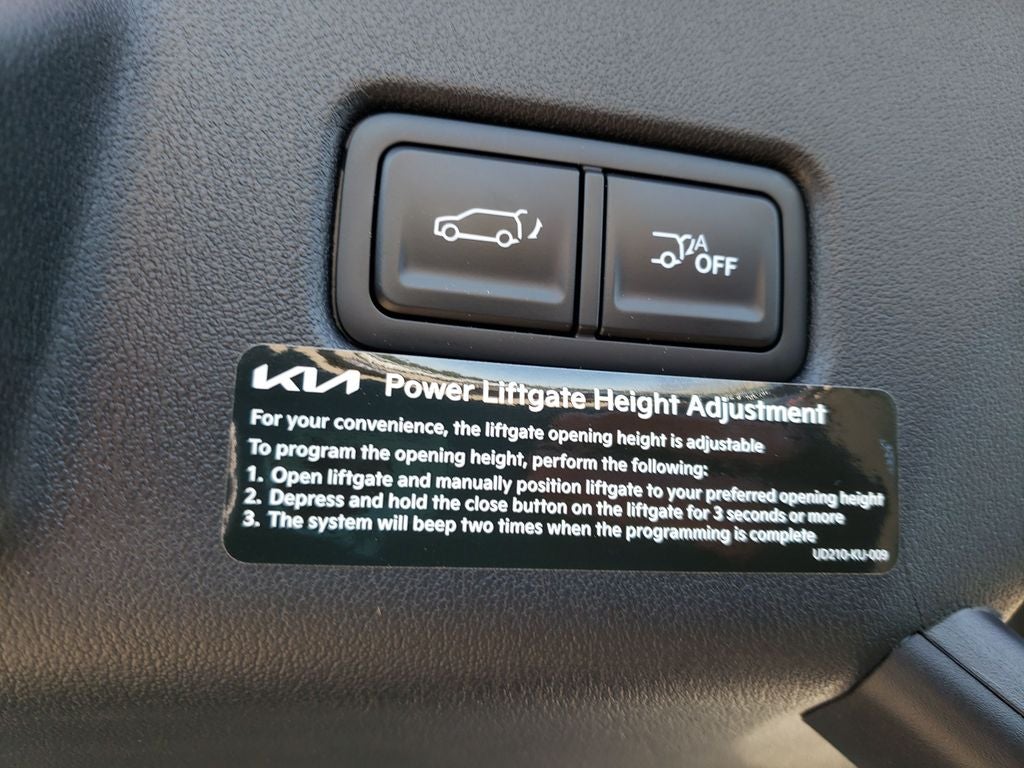 A
OFF
KIA Power Liftgate Height Adjustment
For your convenience, the liftgate opening height is adjustable
To program the opening height, perform the following:
1. Open liftgate and manually position liftgate to your preferred opening height
2. Depress and hold the close button on the liftgate for 3 seconds or more
3. The system will beep two times when the programming is complete
UD210-KU-009